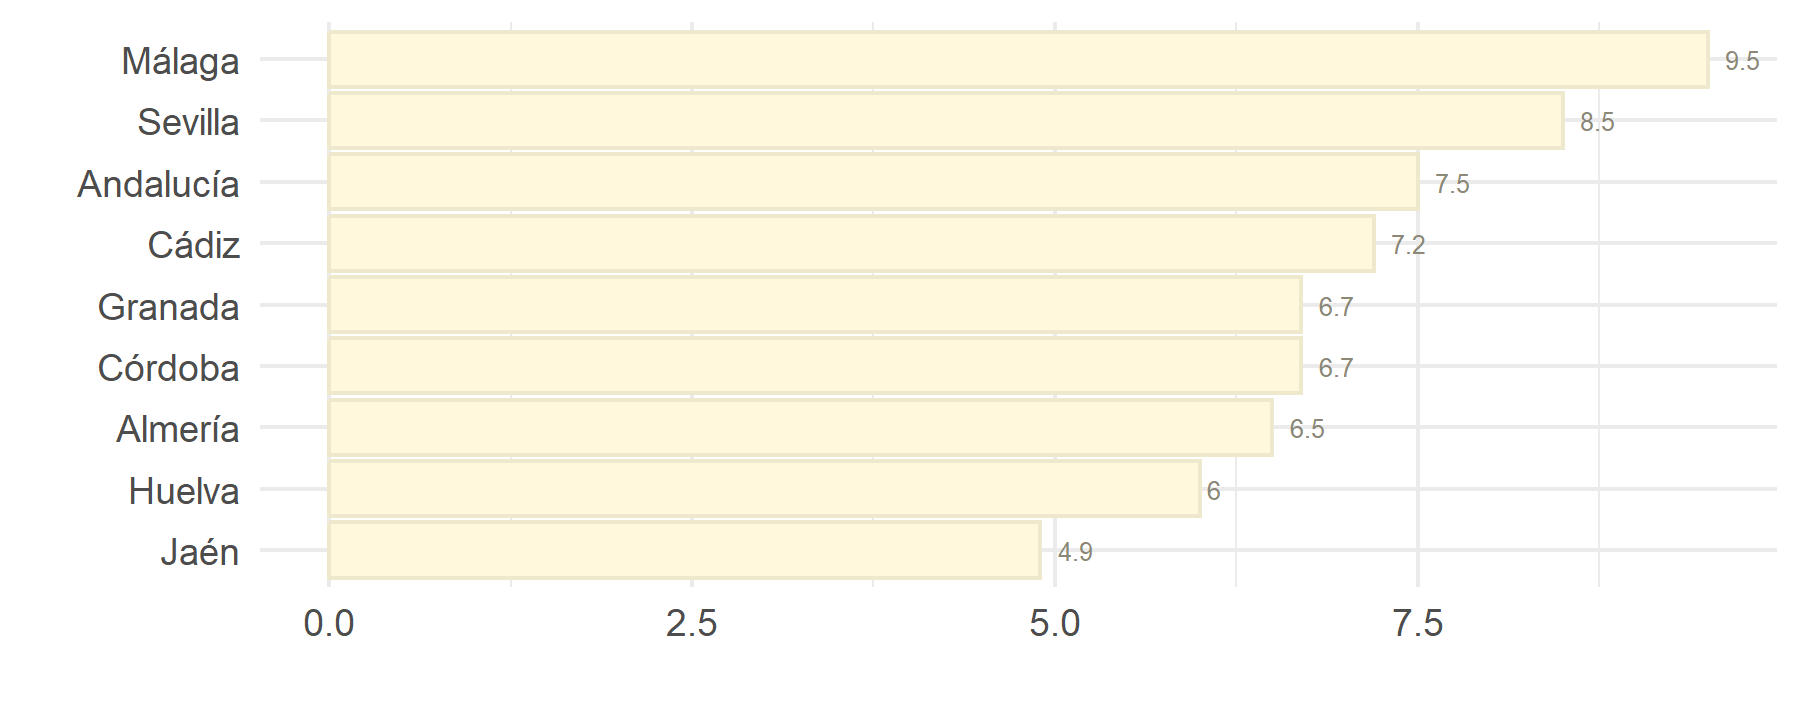 Málaga 9.5
Sevilla 8.5
Andalucía 7.5
Cádiz 7.2
Granada 6.7
Córdoba 6.7
Almería 6.5
Huelva 6
Jaén 4.9
0.0 2.5 5.0 7.5